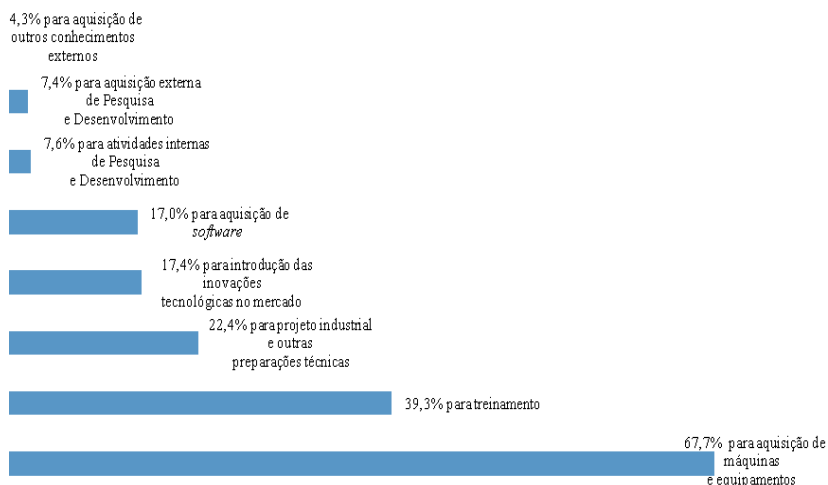 4,3% para aquisição de
outros conhecimentos
externos
7,4% para aquisição externa
de Pesquisa
e Desenvolvimento
7,6% para atividades internas
de Pesquisa
e Desenvolvimento
17,0% para aquisição de
software
17,4% para introdução das
inovações
tecnológicas no mercado
22,4% para projeto industrial
e outras
preparações técnicas
39,3% para treinamento
67,7% para aquisição de
máquinas
e equipamentos